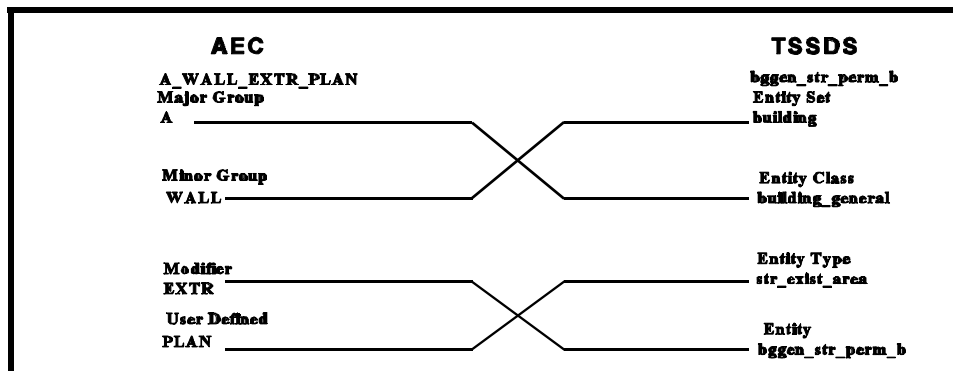 AEC
TSSDS
A_WALL_EXTR_PLAN
Major Group
A
bggen_str_perm_b
Entity Set
building
Minor Group
WALL
Entity Class
building_general
Modifier
EXTR
Entity Type
str_exist_area
User Defined
PLAN
Entity
bggen_str_perm_b